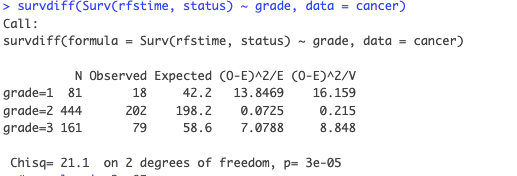 > survdiff(Surv(rfstime, status) ~ grade, data = cancer)
Call:
survdiff(formula = Surv(rfstime, status) ~ grade, data = cancer)

          N Observed Expected (O-E)^2/E (O-E)^2/V
grade=1  81       18     42.2   13.8469    16.159
grade=2 444      202    198.2    0.0725     0.215
grade=3 161       79     58.6    7.0788     8.848

 Chisq= 21.1  on 2 degrees of freedom, p= 3e-05